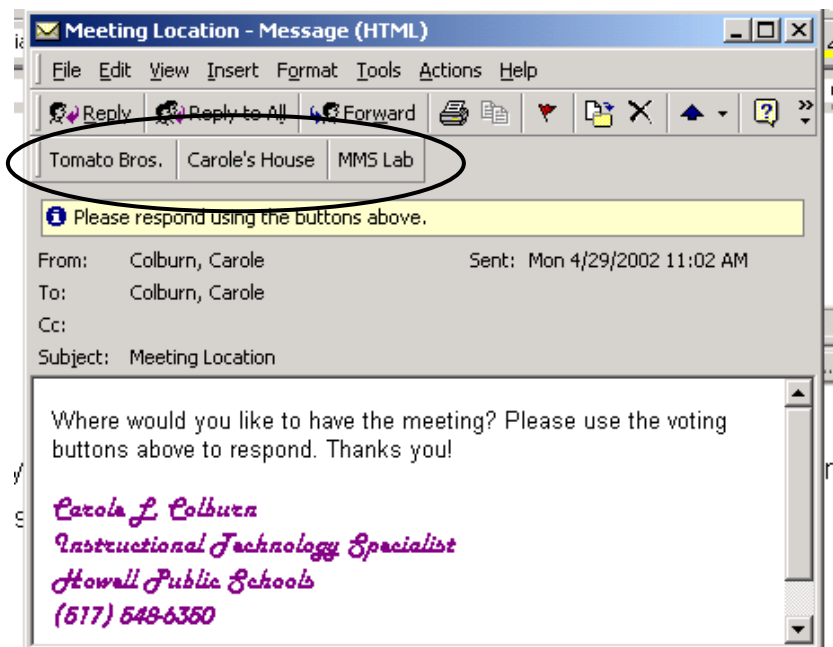 Meeting Location - Message (HTML)
File Edit View Insert Format Tools Actions Help
Reply Reply to All Forward
Tomato Bros. Carole's House MMS Lab
Please respond using the buttons above.
From: Colburn, Carole Sent: Mon 4/29/2002 11:02 AM
To: Colburn, Carole
Cc:
Subject: Meeting Location
Where would you like to have the meeting? Please use the voting
buttons above to respond. Thanks you!
Carole L. Colburn
Instructional Technology Specialist
Howell Public Schools
(517) 548-6350